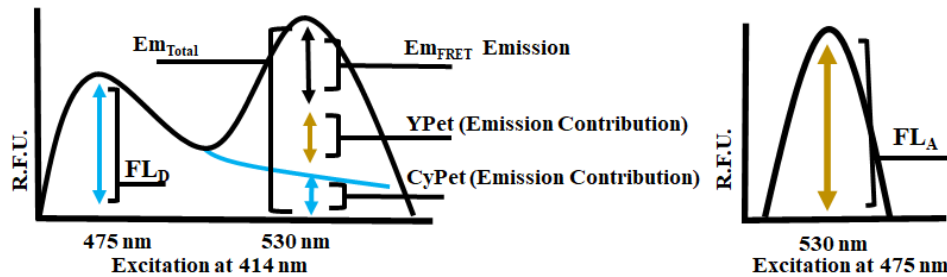 Em_Total
Em_FRET Emission
YPet (Emission Contribution)
CyPet (Emission Contribution)
FL_D
R.F.U.
475 nm
530 nm
Excitation at 414 nm
R.F.U.
FL_A
530 nm
Excitation at 475 nm